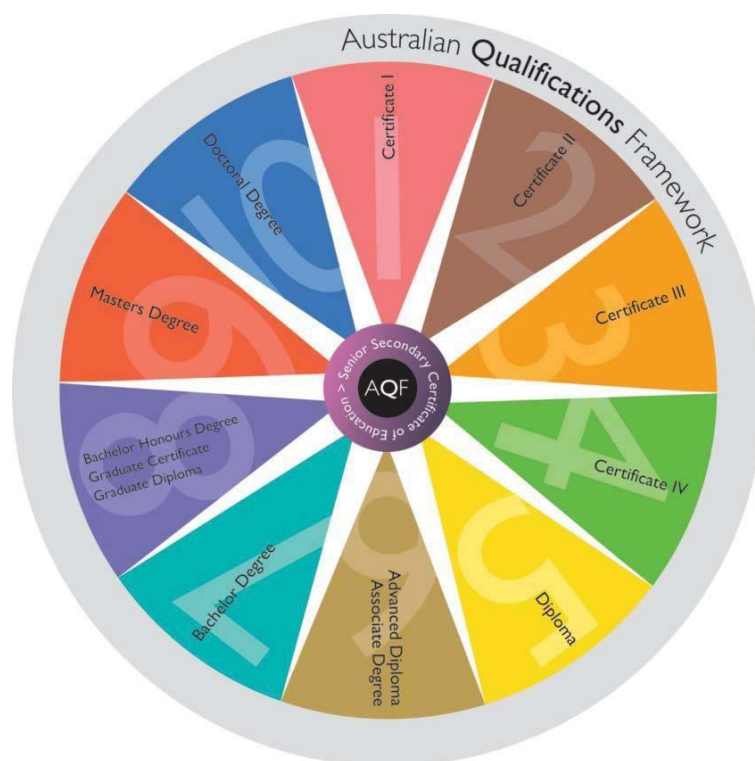 Australian Qualifications Framework
1
Certificate I
2
Certificate II
3
Certificate III
4
Certificate IV
5
Diploma
6
Advanced Diploma
Associate Degree
7
Bachelor Degree
8
Bachelor Honours Degree
Graduate Certificate
Graduate Diploma
9
Masters Degree
10
Doctoral Degree
Senior Secondary Certificate of Education >
AQF